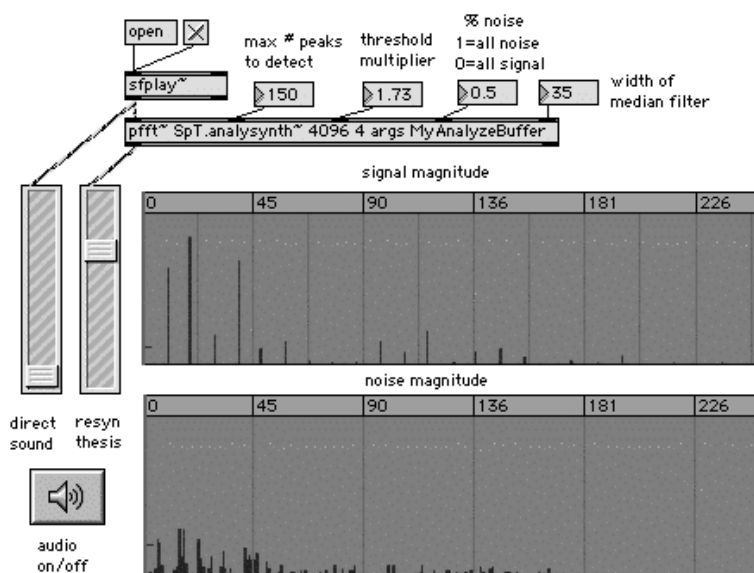 open
max # peaks
to detect
threshold
multiplier
% noise
1=all noise
0=all signal
width of
median filter
sfplay~
150
1.73
0.5
35
pfft~ SpT.analysynth~ 4096 4 args MyAnalyzeBuffer
signal magnitude
0 45 90 136 181 226
noise magnitude
0 45 90 136 181 226
direct
sound
resyn
thesis
audio
on/off